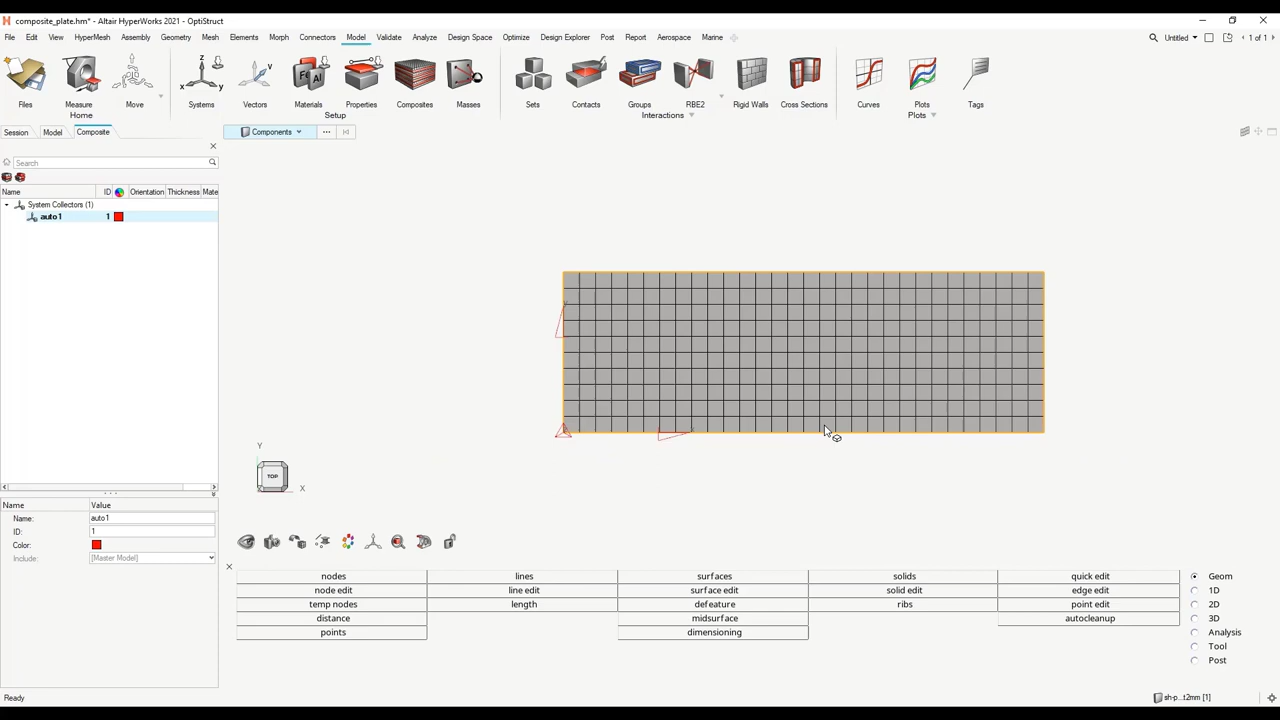 composite_plate.hm* - Altair HyperWorks 2021 - OptiStruct
File Edit View HyperMesh Assembly Geometry Mesh Elements Morph Connectors Model Validate Analyze Design Space Optimize Design Explorer Post Report Aerospace Marine Untitled 1 of 1
Files Measure Move Systems Vectors Materials Properties Composites Masses Sets Contacts Groups RBE2 Rigid Walls Cross Sections Curves Plots Tags
Home Setup Interactions Plots
Session Model Composite Components
Search
Name ID Orientation Thickness Mate
System Collectors (1)
auto1 1
Y
TOP
X
Name Value
Name: auto1
ID: 1
Color:
Include: [Master Model]
nodes lines surfaces solids quick edit Geom
node edit line edit surface edit solid edit edge edit 1D
temp nodes length defeature ribs point edit 2D
distance midsurface autocleanup 3D
points dimensioning Analysis
Tool
Post
Ready sh-p...t2mm [1]